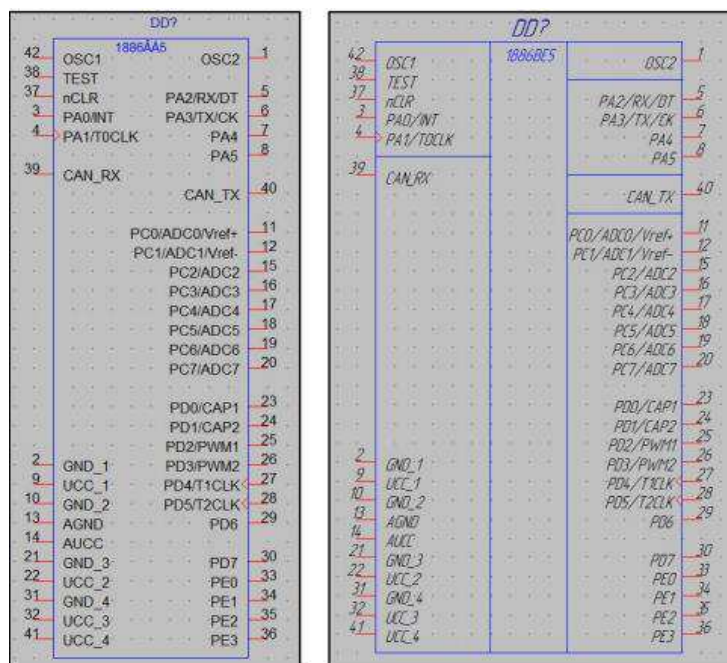 DD?
1886ÂÀ5
42 OSC1 OSC2 1
38 TEST
37 nCLR PA2/RX/DT 5
3 PA0/INT PA3/TX/CK 6
4 PA1/T0CLK PA4 7
PA5 8
39 CAN_RX
CAN_TX 40
PC0/ADC0/Vref+ 11
PC1/ADC1/Vref- 12
PC2/ADC2 15
PC3/ADC3 16
PC4/ADC4 17
PC5/ADC5 18
PC6/ADC6 19
PC7/ADC7 20
PD0/CAP1 23
PD1/CAP2 24
PD2/PWM1 25
2 GND_1 PD3/PWM2 26
9 UCC_1 PD4/T1CLK 27
10 GND_2 PD5/T2CLK 28
13 AGND PD6 29
14 AUCC
21 GND_3 PD7 30
22 UCC_2 PE0 33
31 GND_4 PE1 34
32 UCC_3 PE2 35
41 UCC_4 PE3 36
DD?
1886ВЕ5
42 OSC1 OSC2 1
38 TEST
37 nCLR PA2/RX/DT 5
3 PA0/INT PA3/TX/CK 6
4 PA1/T0CLK PA4 7
PA5 8
39 CAN_RX
CAN_TX 40
PC0/ADC0/Vref+ 11
PC1/ADC1/Vref- 12
PC2/ADC2 15
PC3/ADC3 16
PC4/ADC4 17
PC5/ADC5 18
PC6/ADC6 19
PC7/ADC7 20
PD0/CAP1 23
PD1/CAP2 24
PD2/PWM1 25
2 GND_1 PD3/PWM2 26
9 UCC_1 PD4/T1CLK 27
10 GND_2 PD5/T2CLK 28
13 AGND PD6 29
14 AUCC
21 GND_3 PD7 30
22 UCC_2 PE0 33
31 GND_4 PE1 34
32 UCC_3 PE2 35
41 UCC_4 PE3 36